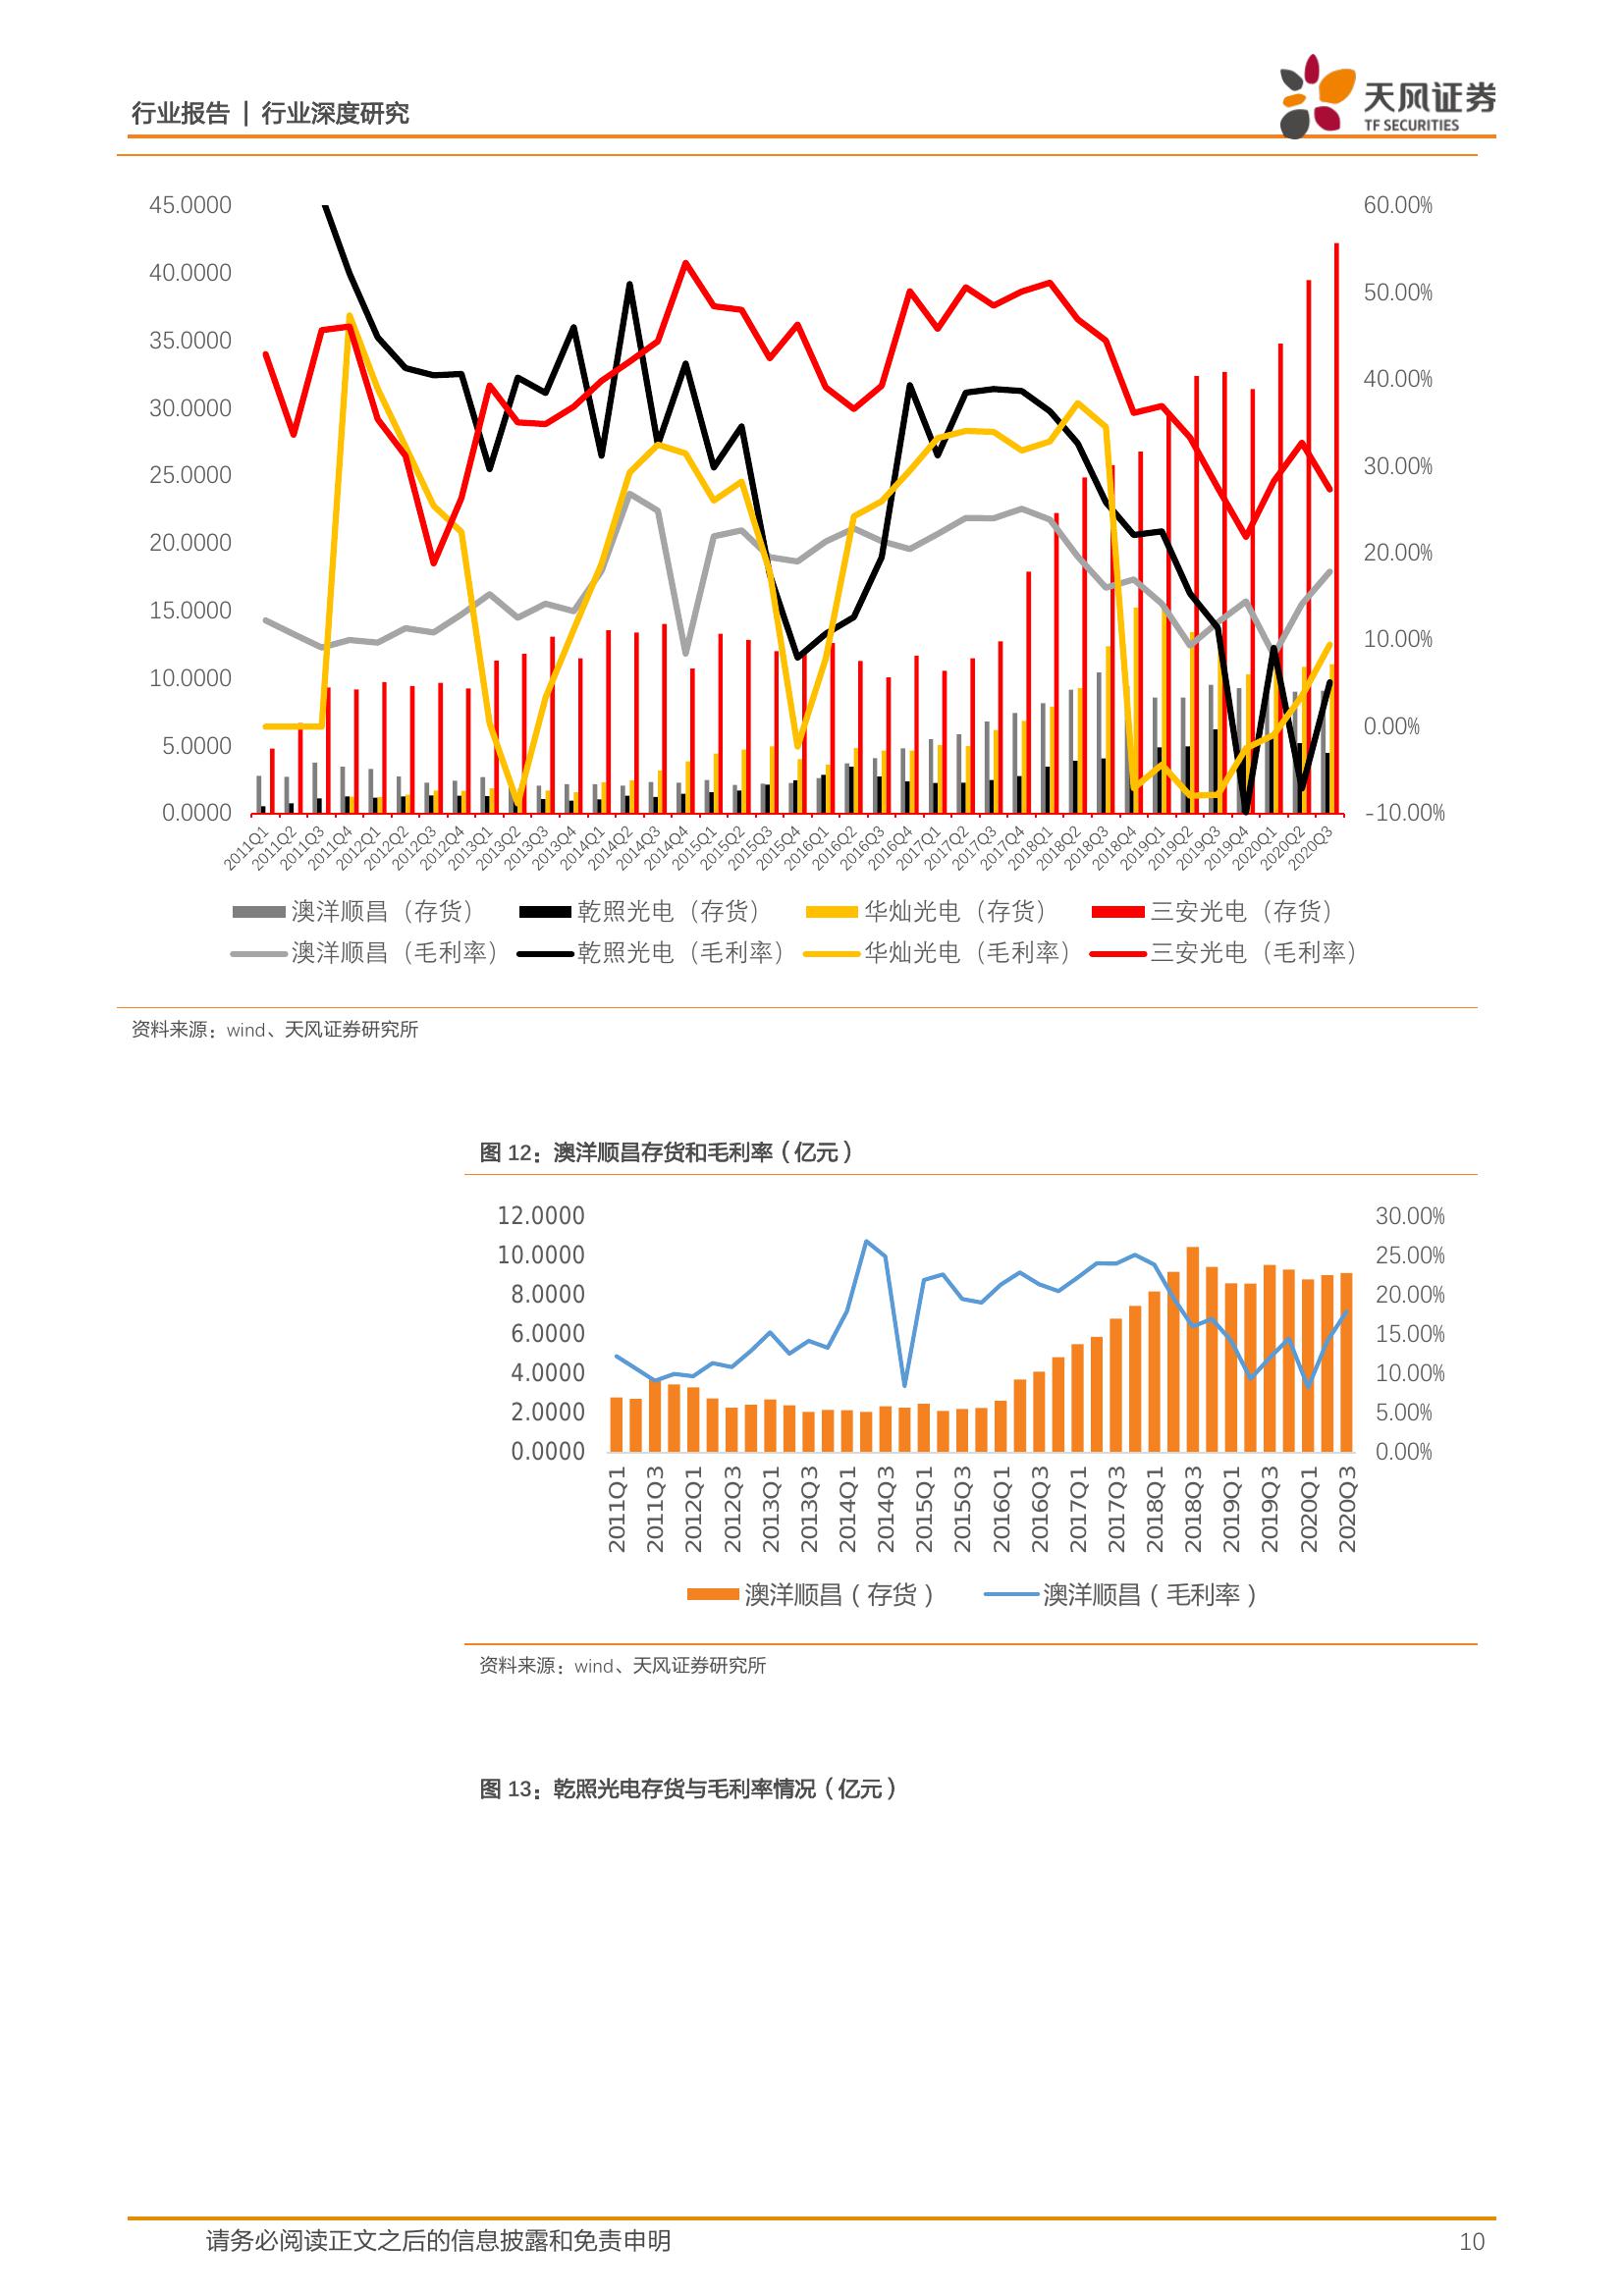 行业报告 | 行业深度研究
天风证券
TF SECURITIES
45.0000
40.0000
35.0000
30.0000
25.0000
20.0000
15.0000
10.0000
5.0000
0.0000
60.00%
50.00%
40.00%
30.00%
20.00%
10.00%
0.00%
-10.00%
2011Q1 2011Q2 2011Q3 2011Q4 2012Q1 2012Q2 2012Q3 2012Q4 2013Q1 2013Q2 2013Q3 2013Q4 2014Q1 2014Q2 2014Q3 2014Q4 2015Q1 2015Q2 2015Q3 2015Q4 2016Q1 2016Q2 2016Q3 2016Q4 2017Q1 2017Q2 2017Q3 2017Q4 2018Q1 2018Q2 2018Q3 2018Q4 2019Q1 2019Q2 2019Q3 2019Q4 2020Q1 2020Q2 2020Q3
澳洋顺昌（存货） 乾照光电（存货） 华灿光电（存货） 三安光电（存货）
澳洋顺昌（毛利率） 乾照光电（毛利率） 华灿光电（毛利率） 三安光电（毛利率）
资料来源：wind、天风证券研究所
图 12：澳洋顺昌存货和毛利率（亿元）
12.0000
10.0000
8.0000
6.0000
4.0000
2.0000
0.0000
30.00%
25.00%
20.00%
15.00%
10.00%
5.00%
0.00%
2011Q1 2011Q3 2012Q1 2012Q3 2013Q1 2013Q3 2014Q1 2014Q3 2015Q1 2015Q3 2016Q1 2016Q3 2017Q1 2017Q3 2018Q1 2018Q3 2019Q1 2019Q3 2020Q1 2020Q3
澳洋顺昌（存货） 澳洋顺昌（毛利率）
资料来源：wind、天风证券研究所
图 13：乾照光电存货与毛利率情况（亿元）
请务必阅读正文之后的信息披露和免责申明
10